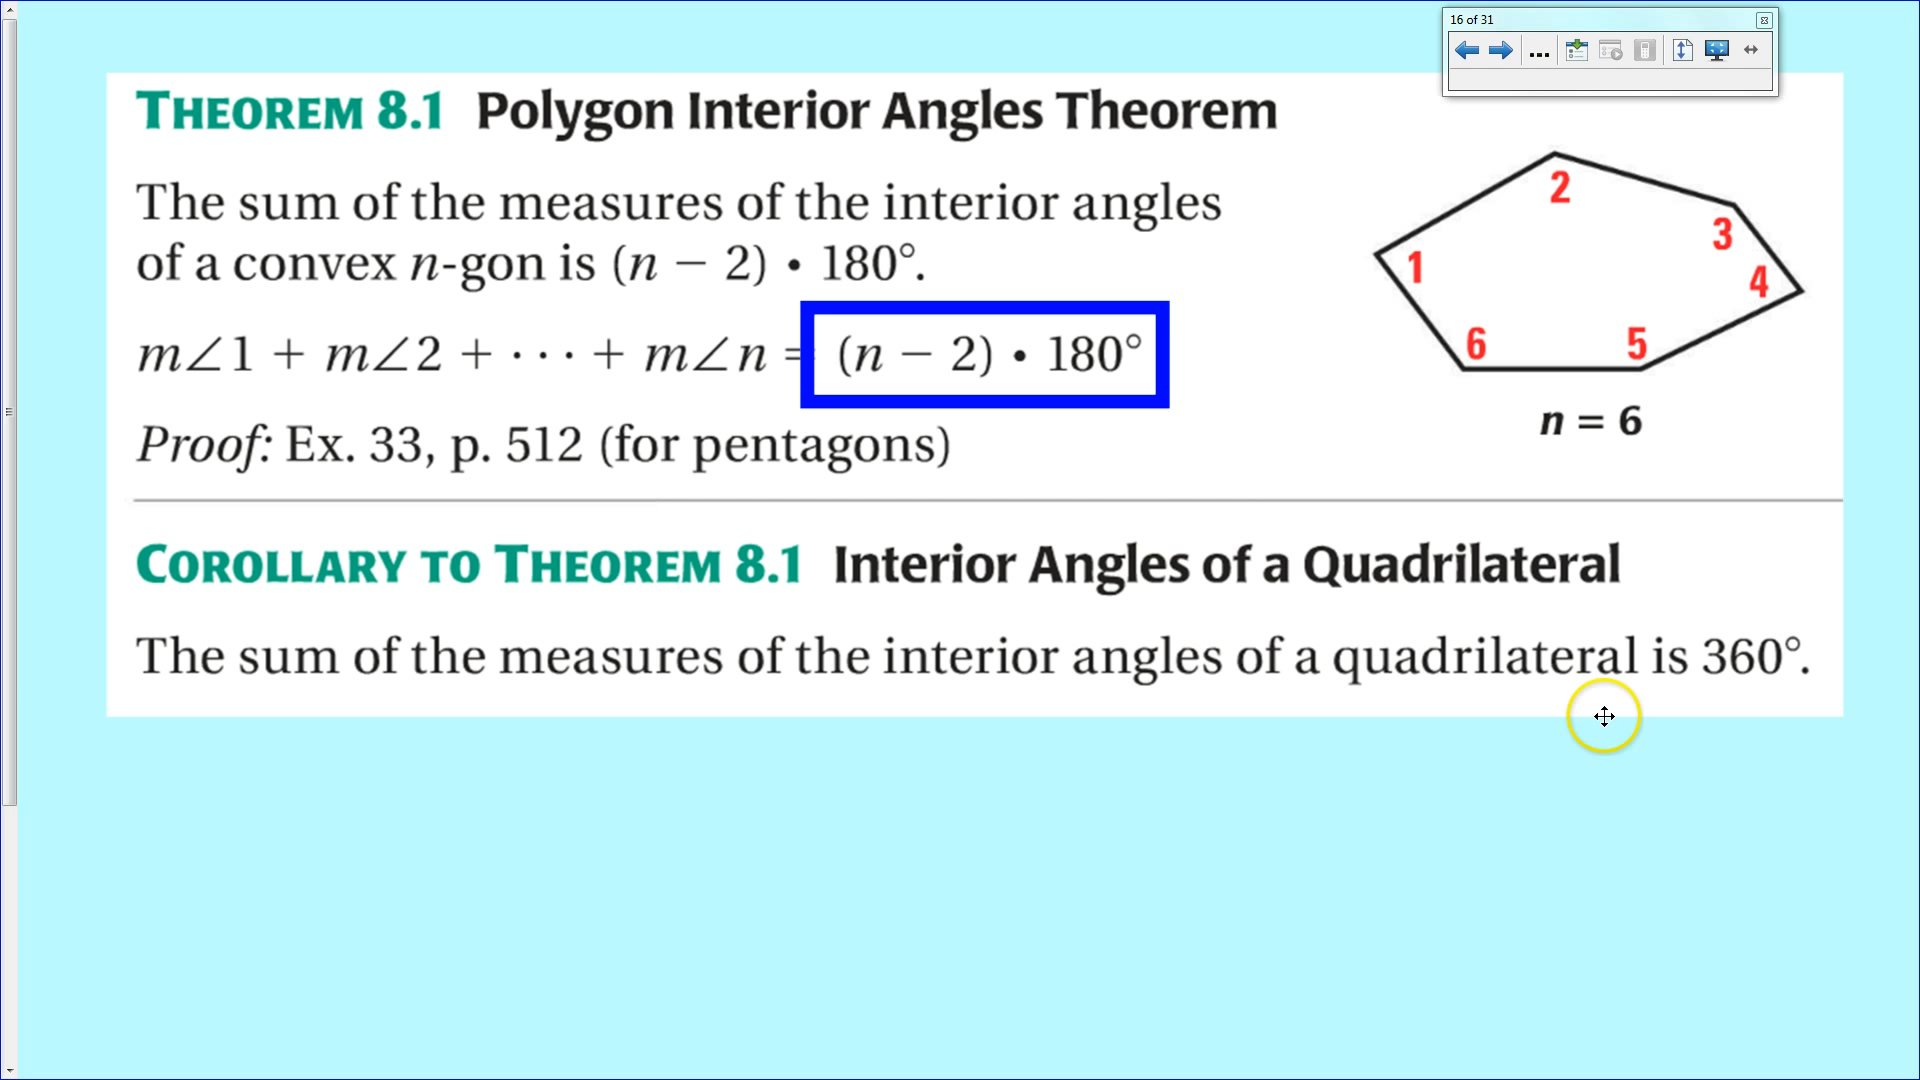 16 of 31
THEOREM 8.1 Polygon Interior Angles Theorem
The sum of the measures of the interior angles
of a convex n-gon is (n − 2) • 180°.
m∠1 + m∠2 + · · · + m∠n = (n − 2) • 180°
Proof: Ex. 33, p. 512 (for pentagons)
2
3
1
4
6
5
n = 6
COROLLARY TO THEOREM 8.1 Interior Angles of a Quadrilateral
The sum of the measures of the interior angles of a quadrilateral is 360°.